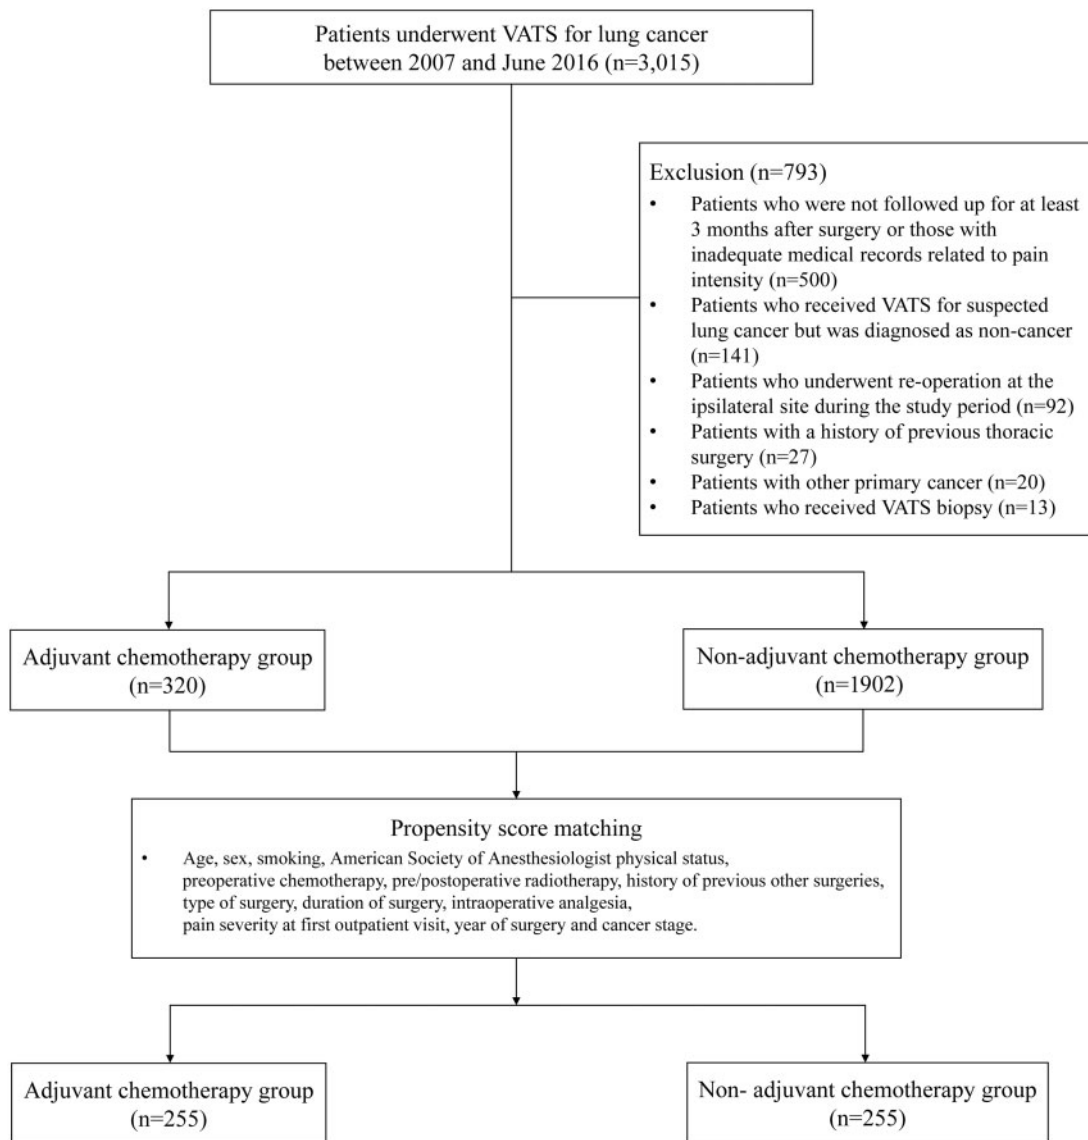 Patients underwent VATS for lung cancer
between 2007 and June 2016 (n=3,015)
Exclusion (n=793)
• Patients who were not followed up for at least
3 months after surgery or those with
inadequate medical records related to pain
intensity (n=500)
• Patients who received VATS for suspected
lung cancer but was diagnosed as non-cancer
(n=141)
• Patients who underwent re-operation at the
ipsilateral site during the study period (n=92)
• Patients with a history of previous thoracic
surgery (n=27)
• Patients with other primary cancer (n=20)
• Patients who received VATS biopsy (n=13)
Adjuvant chemotherapy group
(n=320)
Non-adjuvant chemotherapy group
(n=1902)
Propensity score matching
• Age, sex, smoking, American Society of Anesthesiologist physical status,
preoperative chemotherapy, pre/postoperative radiotherapy, history of previous other surgeries,
type of surgery, duration of surgery, intraoperative analgesia,
pain severity at first outpatient visit, year of surgery and cancer stage.
Adjuvant chemotherapy group
(n=255)
Non- adjuvant chemotherapy group
(n=255)